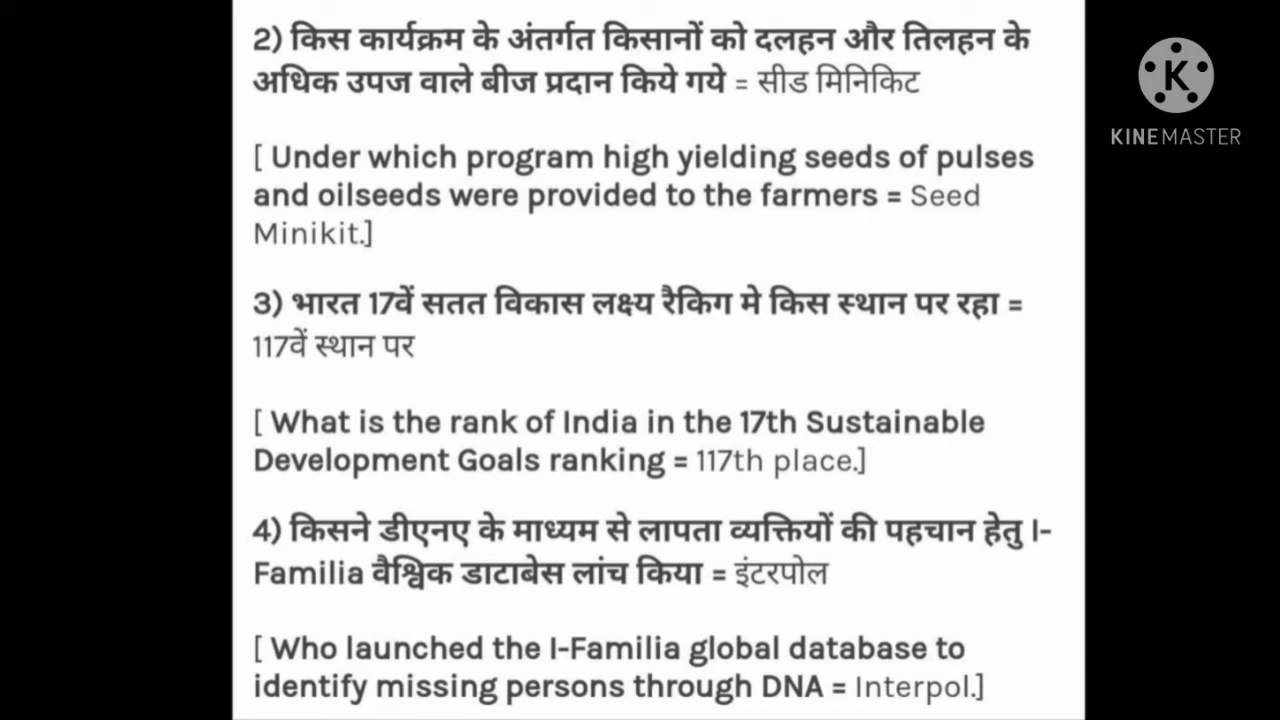 2) किस कार्यक्रम के अंतर्गत किसानों को दलहन और तिलहन के
अधिक उपज वाले बीज प्रदान किये गये = सीड मिनिकिट
[ Under which program high yielding seeds of pulses
and oilseeds were provided to the farmers = Seed
Minikit.]
3) भारत 17वें सतत विकास लक्ष्य रैकिग मे किस स्थान पर रहा =
117वें स्थान पर
[ What is the rank of India in the 17th Sustainable
Development Goals ranking = 117th place.]
4) किसने डीएनए के माध्यम से लापता व्यक्तियों की पहचान हेतु I-
Familia वैश्विक डाटाबेस लांच किया = इंटरपोल
[ Who launched the I-Familia global database to
identify missing persons through DNA = Interpol.]
K
KINEMASTER